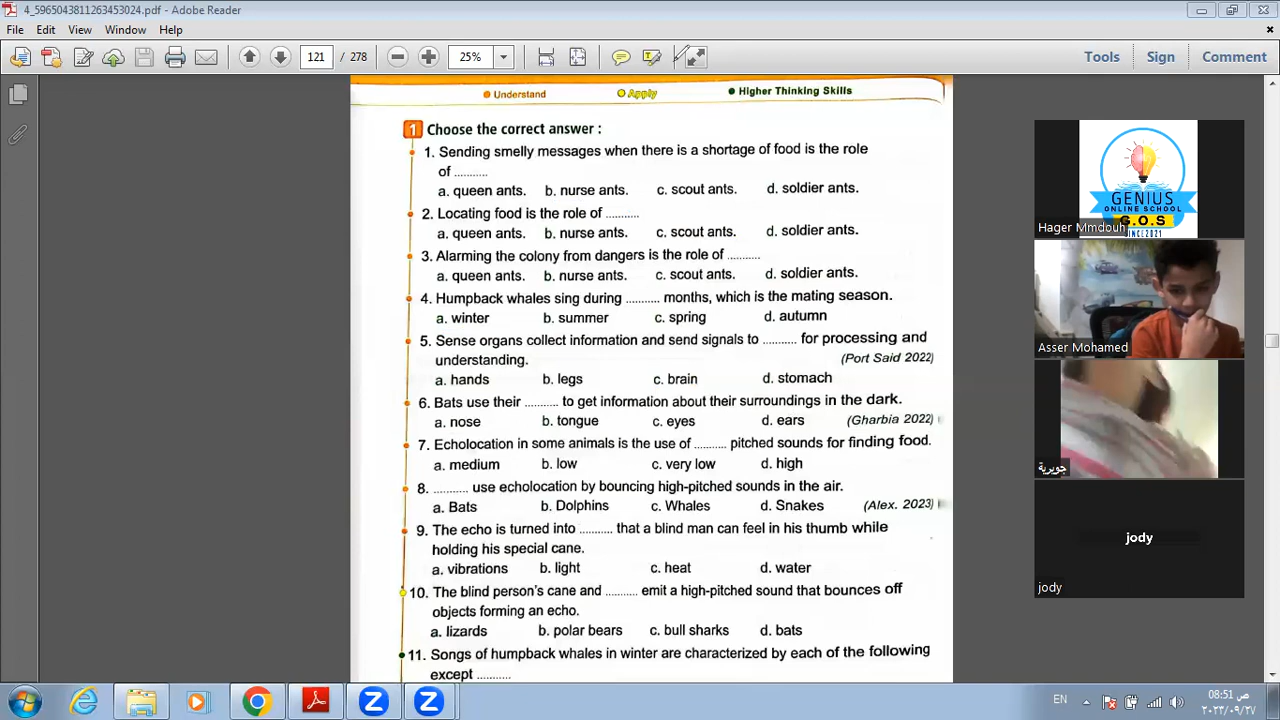 4_5965043811263453024.pdf - Adobe Reader
File Edit View Window Help
121 / 278 25% Tools Sign Comment
Understand Apply Higher Thinking Skills
1 Choose the correct answer :
1. Sending smelly messages when there is a shortage of food is the role
of ..........
a. queen ants. b. nurse ants. c. scout ants. d. soldier ants.
2. Locating food is the role of ..........
a. queen ants. b. nurse ants. c. scout ants. d. soldier ants.
3. Alarming the colony from dangers is the role of ..........
a. queen ants. b. nurse ants. c. scout ants. d. soldier ants.
4. Humpback whales sing during .......... months, which is the mating season.
a. winter b. summer c. spring d. autumn
5. Sense organs collect information and send signals to .......... for processing and
understanding. (Port Said 2022)
a. hands b. legs c. brain d. stomach
6. Bats use their .......... to get information about their surroundings in the dark.
a. nose b. tongue c. eyes d. ears (Gharbia 2022)
7. Echolocation in some animals is the use of .......... pitched sounds for finding food.
a. medium b. low c. very low d. high
8. .......... use echolocation by bouncing high-pitched sounds in the air.
a. Bats b. Dolphins c. Whales d. Snakes (Alex. 2023)
9. The echo is turned into .......... that a blind man can feel in his thumb while
holding his special cane.
a. vibrations b. light c. heat d. water
10. The blind person's cane and .......... emit a high-pitched sound that bounces off
objects forming an echo.
a. lizards b. polar bears c. bull sharks d. bats
11. Songs of humpback whales in winter are characterized by each of the following
except ..........
GENIUS
ONLINE SCHOOL
G.O.S
SINCE2021
Hager Mmdouh
Asser Mohamed
جويرية
jody
jody
EN
08:51 ص
٢٠٢٣/٠٩/٢٧